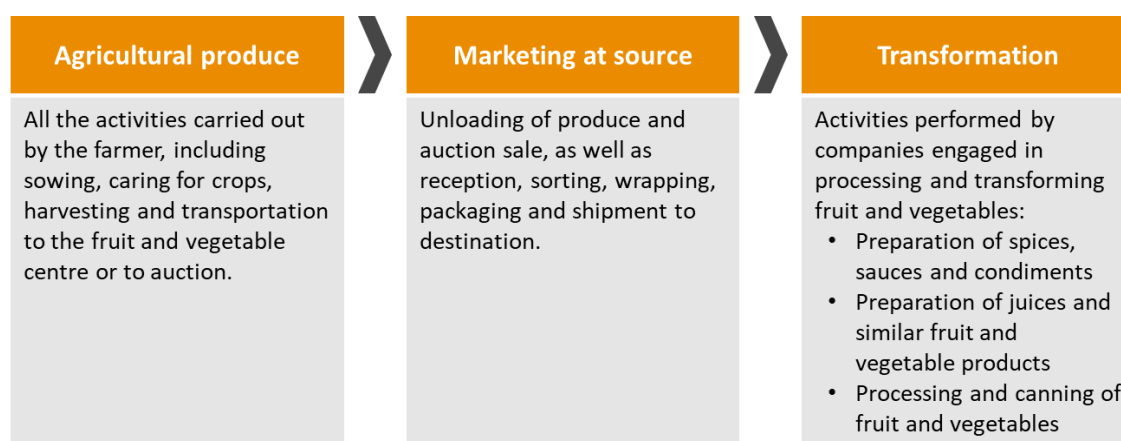 Agricultural produce
All the activities carried out
by the farmer, including
sowing, caring for crops,
harvesting and transportation
to the fruit and vegetable
centre or to auction.
Marketing at source
Unloading of produce and
auction sale, as well as
reception, sorting, wrapping,
packaging and shipment to
destination.
Transformation
Activities performed by
companies engaged in
processing and transforming
fruit and vegetables:
• Preparation of spices,
sauces and condiments
• Preparation of juices and
similar fruit and
vegetable products
• Processing and canning of
fruit and vegetables